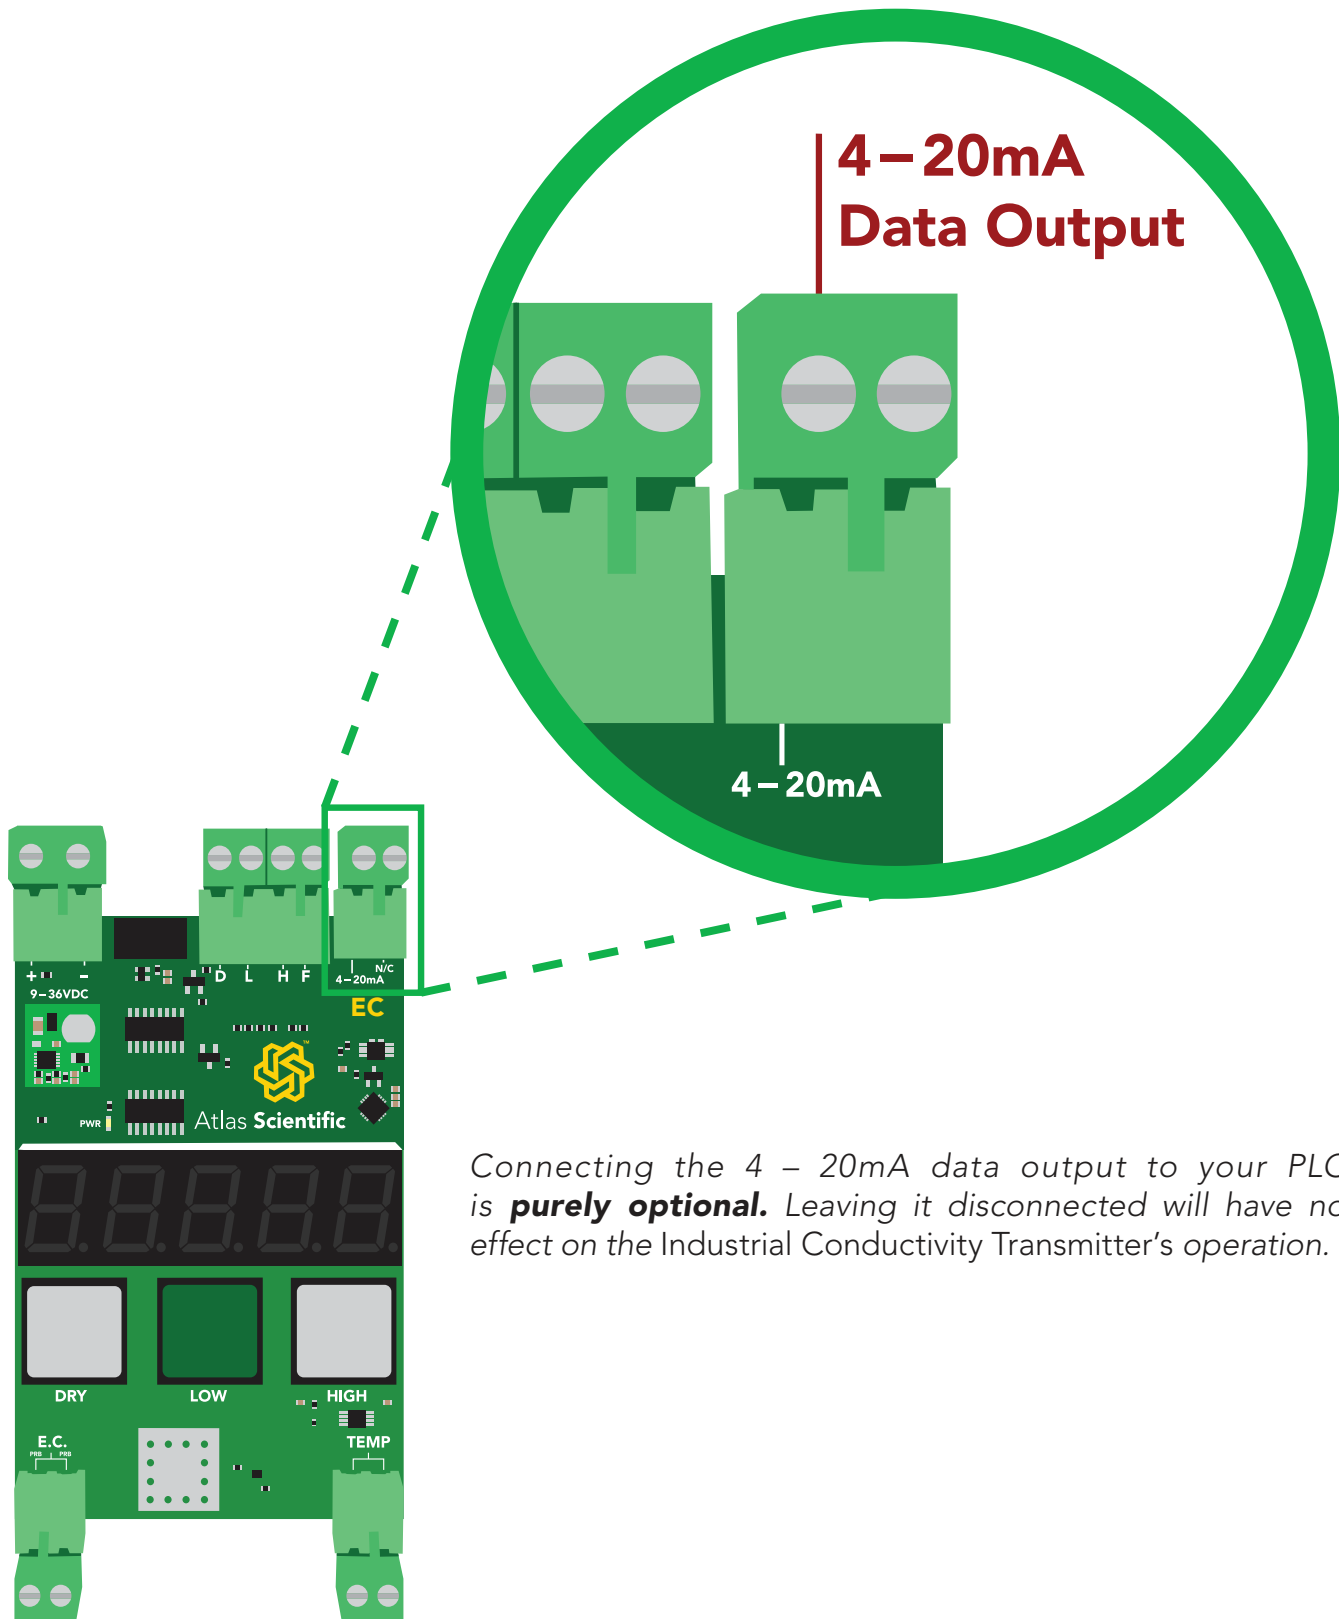 4–20mA
Data Output
4–20mA
+ –
9–36VDC
D L H F
4–20mA
N/C
EC
™
Atlas Scientific
PWR
Connecting the 4 – 20mA data output to your PLC
is purely optional. Leaving it disconnected will have no
effect on the Industrial Conductivity Transmitter's operation.
DRY LOW HIGH
E.C.
PRB PRB
TEMP